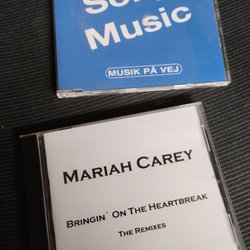 Music
MUSIK PÅ VEJ
MARIAH CAREY
BRINGIN´ ON THE HEARTBREAK
THE REMIXES